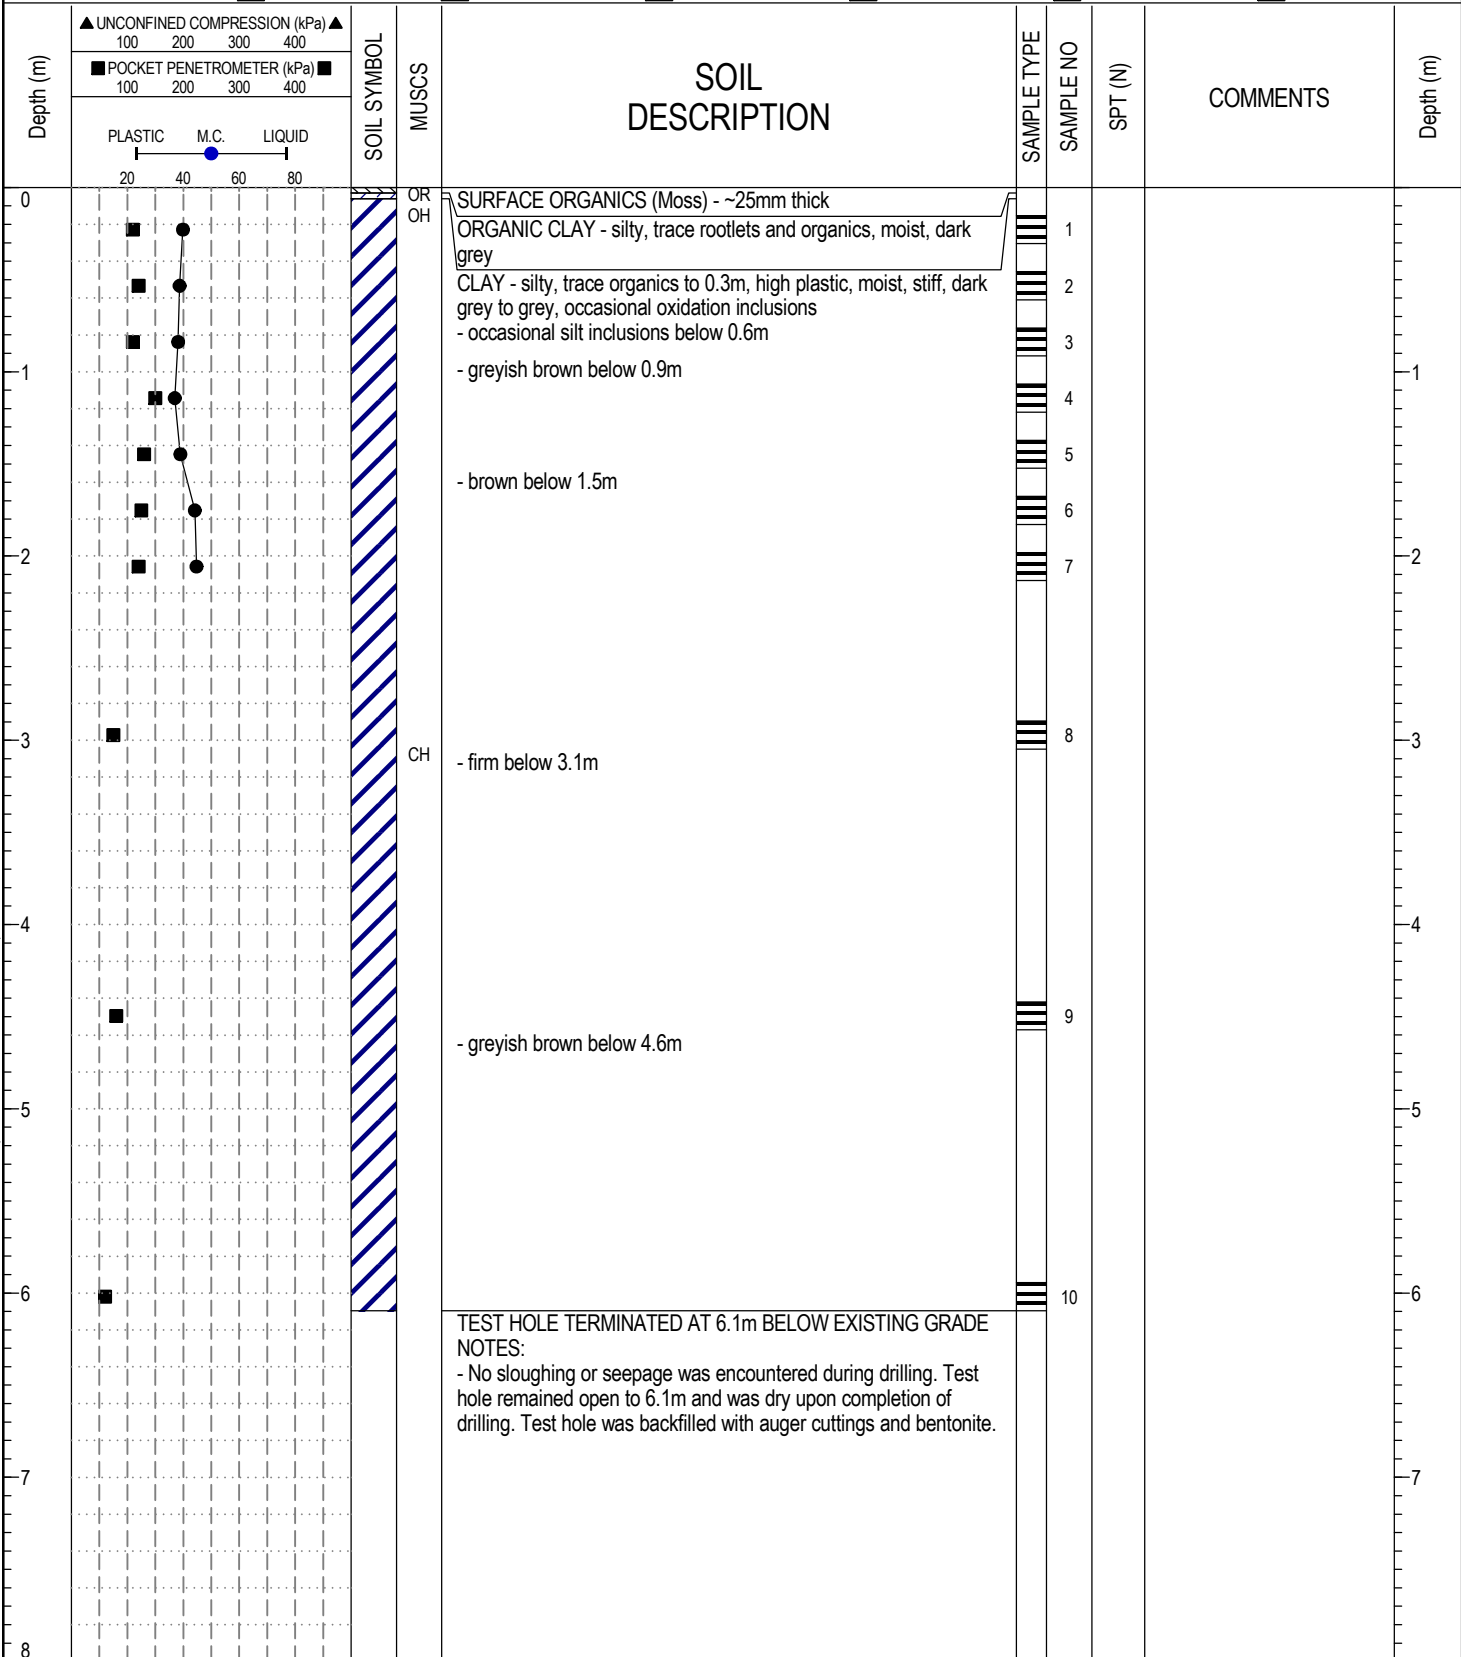 ▲ UNCONFINED COMPRESSION (kPa) ▲
100 200 300 400
■ POCKET PENETROMETER (kPa) ■
100 200 300 400
PLASTIC M.C. LIQUID
20 40 60 80
Depth (m)
SOIL SYMBOL
MUSCS
SOIL
DESCRIPTION
SAMPLE TYPE
SAMPLE NO
SPT (N)
COMMENTS
Depth (m)
0
OR
SURFACE ORGANICS (Moss) - ~25mm thick
OH
ORGANIC CLAY - silty, trace rootlets and organics, moist, dark
grey
1
CLAY - silty, trace organics to 0.3m, high plastic, moist, stiff, dark
grey to grey, occasional oxidation inclusions
2
- occasional silt inclusions below 0.6m
3
- greyish brown below 0.9m
1
1
4
5
- brown below 1.5m
6
2
2
7
3
8
3
CH
- firm below 3.1m
4
4
9
- greyish brown below 4.6m
5
5
6
10
6
TEST HOLE TERMINATED AT 6.1m BELOW EXISTING GRADE
NOTES:
- No sloughing or seepage was encountered during drilling. Test
hole remained open to 6.1m and was dry upon completion of
drilling. Test hole was backfilled with auger cuttings and bentonite.
7
7
8